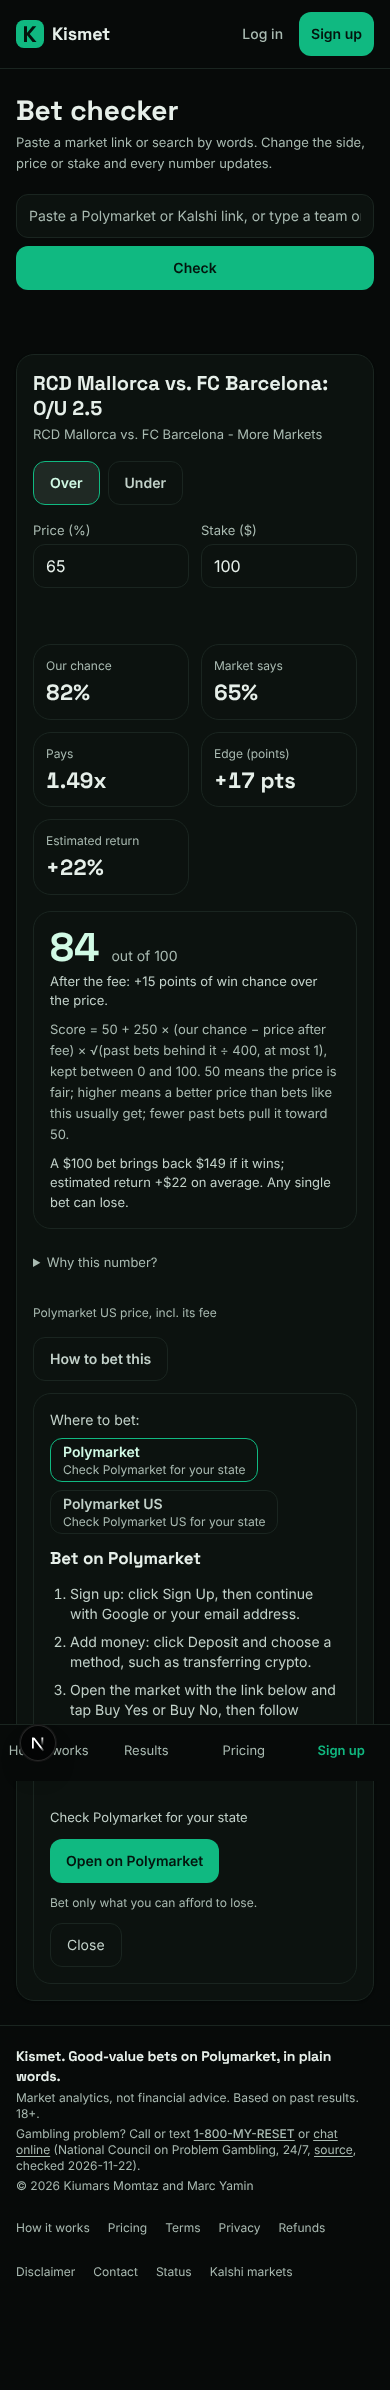 Kismet
Log in
Sign up
Bet checker
Paste a market link or search by words. Change the side,
price or stake and every number updates.
Paste a Polymarket or Kalshi link, or type a team o
Check
RCD Mallorca vs. FC Barcelona:
O/U 2.5
RCD Mallorca vs. FC Barcelona - More Markets
Over
Under
Price (%)
Stake ($)
65
100
Our chance
82%
Market says
65%
Pays
1.49x
Edge (points)
+17 pts
Estimated return
+22%
84 out of 100
After the fee: +15 points of win chance over
the price.
Score = 50 + 250 × (our chance − price after
fee) × √(past bets behind it ÷ 400, at most 1),
kept between 0 and 100. 50 means the price is
fair; higher means a better price than bets like
this usually get; fewer past bets pull it toward
50.
A $100 bet brings back $149 if it wins;
estimated return +$22 on average. Any single
bet can lose.
Why this number?
Polymarket US price, incl. its fee
How to bet this
Where to bet:
Polymarket
Check Polymarket for your state
Polymarket US
Check Polymarket US for your state
Bet on Polymarket
1. Sign up: click Sign Up, then continue
with Google or your email address.
2. Add money: click Deposit and choose a
method, such as transferring crypto.
3. Open the market with the link below and
tap Buy Yes or Buy No, then follow
works
Results
Pricing
Sign up
Check Polymarket for your state
Open on Polymarket
Bet only what you can afford to lose.
Close
Kismet. Good-value bets on Polymarket, in plain
words.
Market analytics, not financial advice. Based on past results.
18+.
Gambling problem? Call or text 1-800-MY-RESET or chat
online (National Council on Problem Gambling, 24/7, source,
checked 2026-11-22).
© 2026 Kiumars Momtaz and Marc Yamin
How it works
Pricing
Terms
Privacy
Refunds
Disclaimer
Contact
Status
Kalshi markets